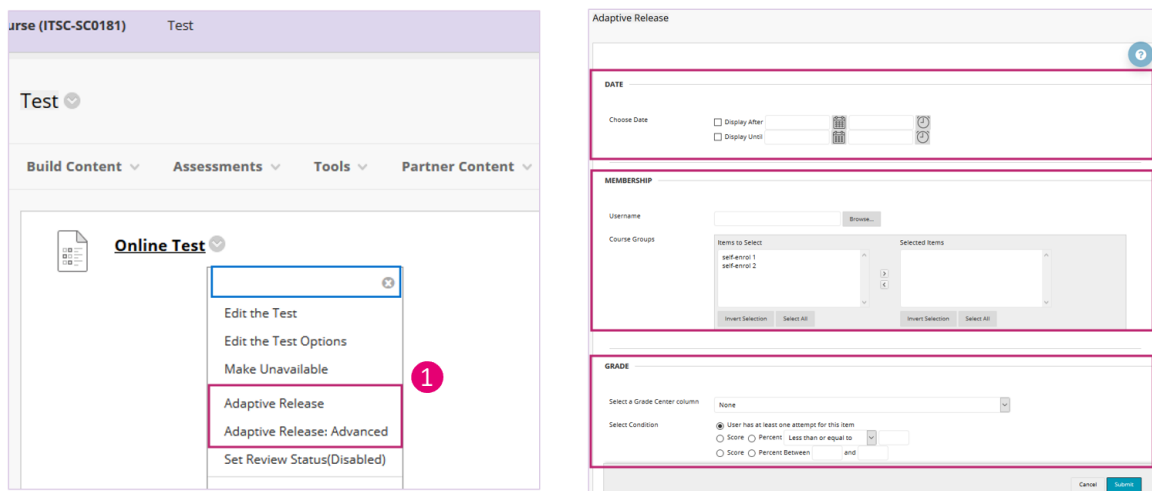 urse (ITSC-SC0181) Test
Test
Build Content Assessments Tools Partner Content
Online Test
Edit the Test
Edit the Test Options
Make Unavailable
Adaptive Release
Adaptive Release: Advanced
Set Review Status(Disabled)
1
Adaptive Release
?
DATE
Choose Date
Display After
Display Until
MEMBERSHIP
Username
Browse...
Course Groups
Items to Select
self-enrol 1
self-enrol 2
Invert Selection Select All
Selected Items
Invert Selection Select All
GRADE
Select a Grade Center column
None
Select Condition
User has at least one attempt for this item
Score Percent Less than or equal to
Score Percent Between and
Cancel Submit